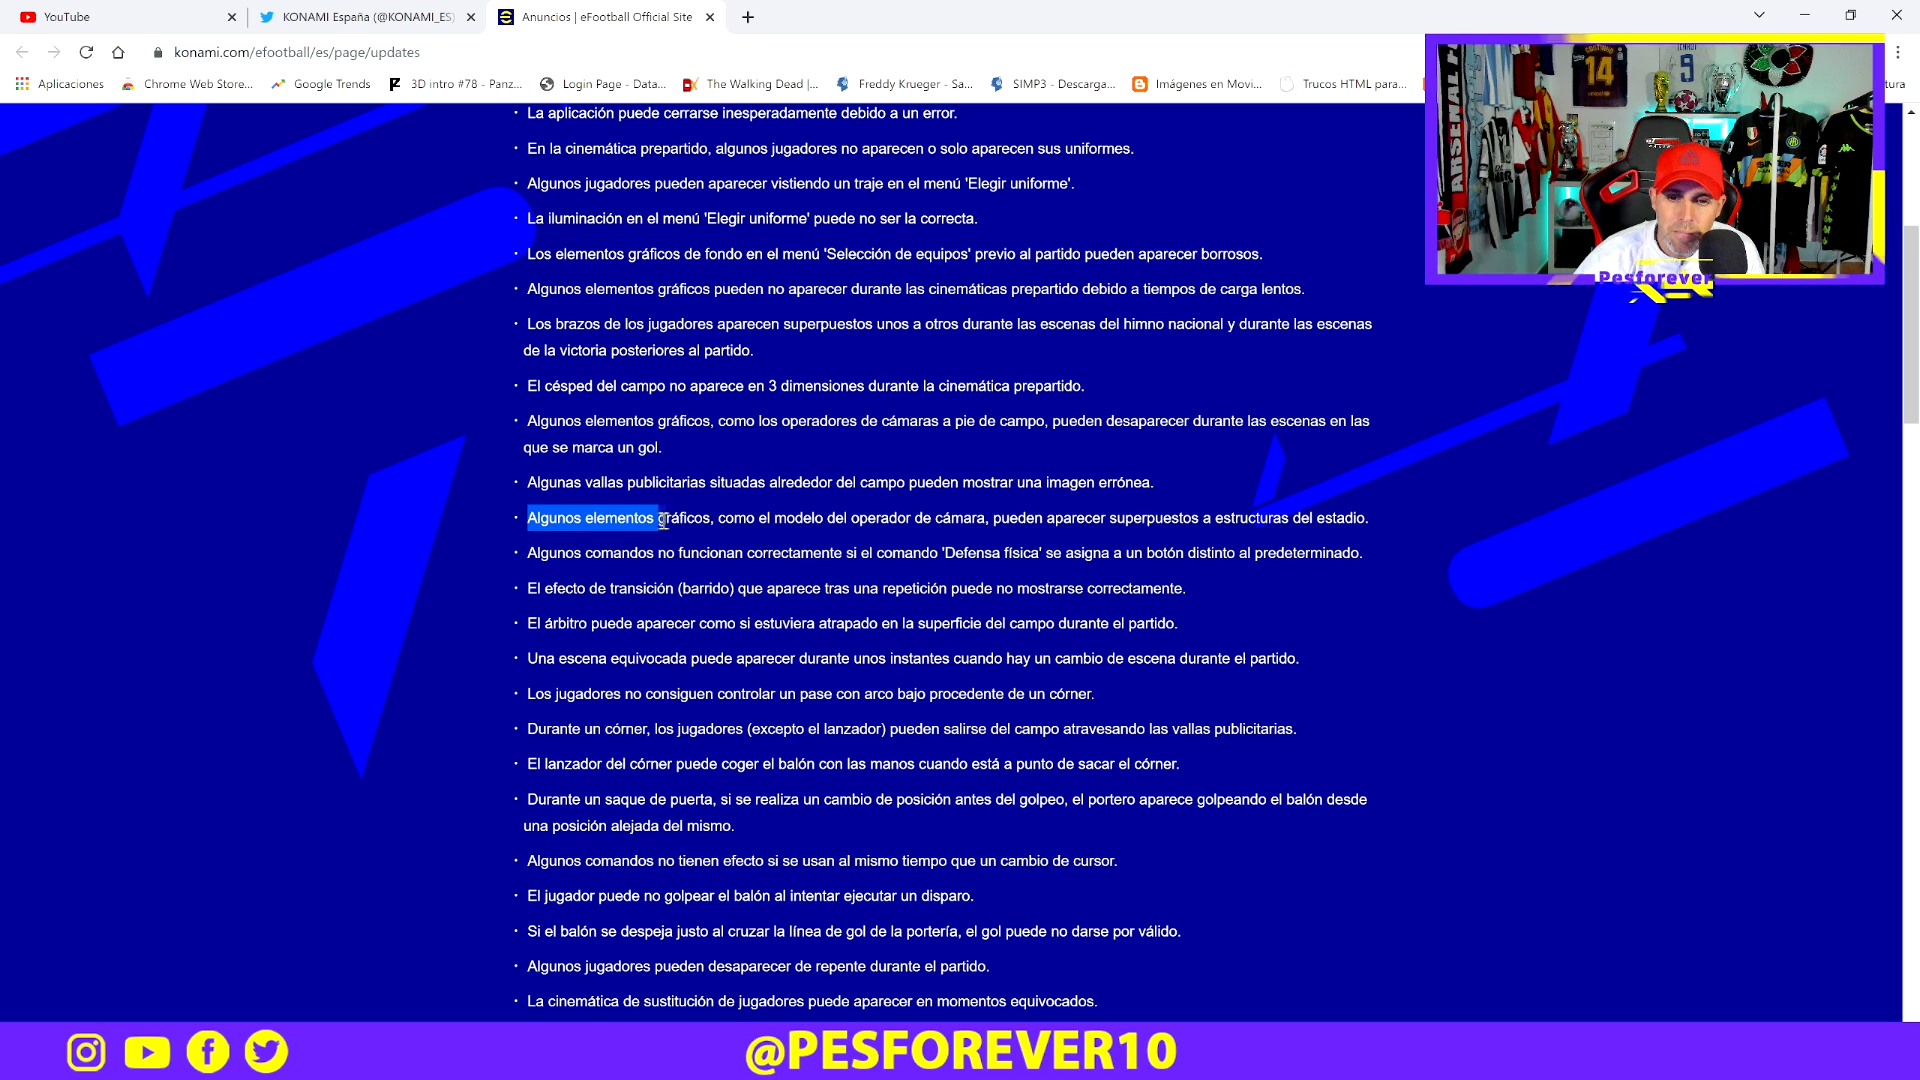 YouTube
KONAMI España (@KONAMI_ES)
Anuncios | eFootball Official Site
konami.com/efootball/es/page/updates
Aplicaciones
Chrome Web Store...
Google Trends
3D intro #78 - Panz...
Login Page - Data...
The Walking Dead |...
Freddy Krueger - Sa...
SIMP3 - Descarga...
Imágenes en Movi...
Trucos HTML para...
tura
· La aplicación puede cerrarse inesperadamente debido a un error.
· En la cinemática prepartido, algunos jugadores no aparecen o solo aparecen sus uniformes.
· Algunos jugadores pueden aparecer vistiendo un traje en el menú 'Elegir uniforme'.
· La iluminación en el menú 'Elegir uniforme' puede no ser la correcta.
· Los elementos gráficos de fondo en el menú 'Selección de equipos' previo al partido pueden aparecer borrosos.
· Algunos elementos gráficos pueden no aparecer durante las cinemáticas prepartido debido a tiempos de carga lentos.
· Los brazos de los jugadores aparecen superpuestos unos a otros durante las escenas del himno nacional y durante las escenas
de la victoria posteriores al partido.
· El césped del campo no aparece en 3 dimensiones durante la cinemática prepartido.
· Algunos elementos gráficos, como los operadores de cámaras a pie de campo, pueden desaparecer durante las escenas en las
que se marca un gol.
· Algunas vallas publicitarias situadas alrededor del campo pueden mostrar una imagen errónea.
· Algunos elementos gráficos, como el modelo del operador de cámara, pueden aparecer superpuestos a estructuras del estadio.
· Algunos comandos no funcionan correctamente si el comando 'Defensa física' se asigna a un botón distinto al predeterminado.
· El efecto de transición (barrido) que aparece tras una repetición puede no mostrarse correctamente.
· El árbitro puede aparecer como si estuviera atrapado en la superficie del campo durante el partido.
· Una escena equivocada puede aparecer durante unos instantes cuando hay un cambio de escena durante el partido.
· Los jugadores no consiguen controlar un pase con arco bajo procedente de un córner.
· Durante un córner, los jugadores (excepto el lanzador) pueden salirse del campo atravesando las vallas publicitarias.
· El lanzador del córner puede coger el balón con las manos cuando está a punto de sacar el córner.
· Durante un saque de puerta, si se realiza un cambio de posición antes del golpeo, el portero aparece golpeando el balón desde
una posición alejada del mismo.
· Algunos comandos no tienen efecto si se usan al mismo tiempo que un cambio de cursor.
· El jugador puede no golpear el balón al intentar ejecutar un disparo.
· Si el balón se despeja justo al cruzar la línea de gol de la portería, el gol puede no darse por válido.
· Algunos jugadores pueden desaparecer de repente durante el partido.
· La cinemática de sustitución de jugadores puede aparecer en momentos equivocados.
14
9
ARSENAL
Pesforever
@PESFOREVER10